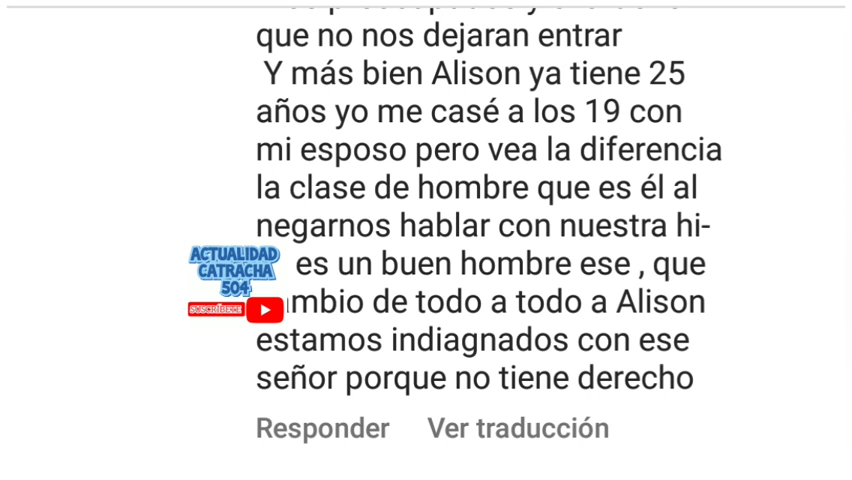 que no nos dejaran entrar
Y más bien Alison ya tiene 25
años yo me casé a los 19 con
mi esposo pero vea la diferencia
la clase de hombre que es él al
negarnos hablar con nuestra hi-
es un buen hombre ese , que
ambio de todo a todo a Alison
estamos indiagnados con ese
señor porque no tiene derecho
Responder Ver traducción
ACTUALIDAD
CATRACHA
504
SUSCRÍBETE